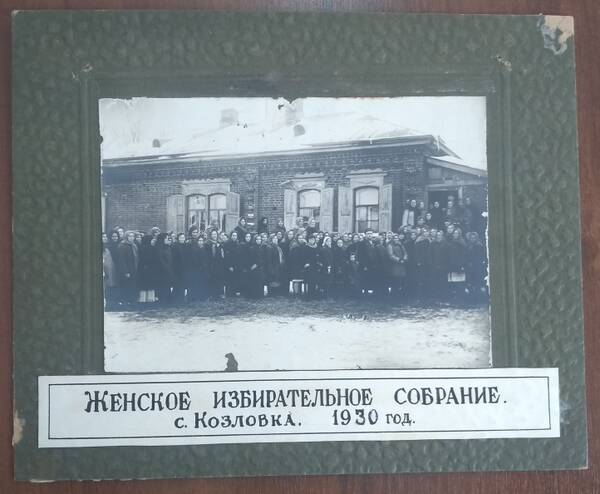 Женское избирательное собрание.
с. Козловка. 1930 год.